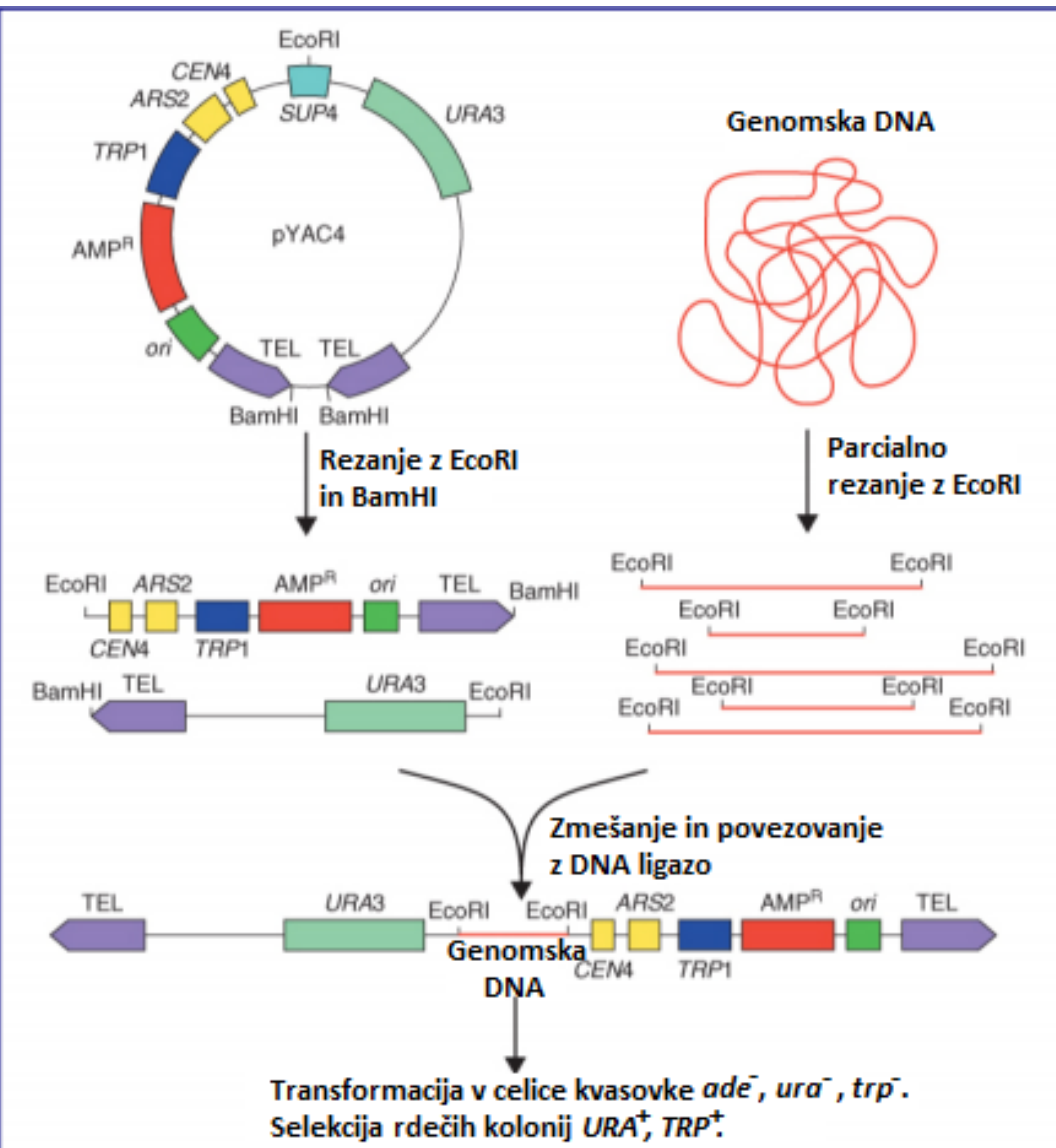 EcoRI
CEN4
ARS2
SUP4
URA3
TRP1
AMPᴿ
pYAC4
ori
TEL TEL
BamHI BamHI
Genomska DNA
Rezanje z EcoRI
in BamHI
Parcialno
rezanje z EcoRI
EcoRI ARS2 AMPᴿ ori TEL BamHI
CEN4 TRP1
BamHI TEL URA3 EcoRI
EcoRI EcoRI
EcoRI EcoRI
EcoRI EcoRI
EcoRI EcoRI
EcoRI EcoRI
Zmešanje in povezovanje
z DNA ligazo
TEL URA3 EcoRI EcoRI ARS2 AMPᴿ ori TEL
Genomska
DNA
CEN4 TRP1
Transformacija v celice kvasovke ade⁻, ura⁻, trp⁻.
Selekcija rdečih kolonij URA⁺, TRP⁺.